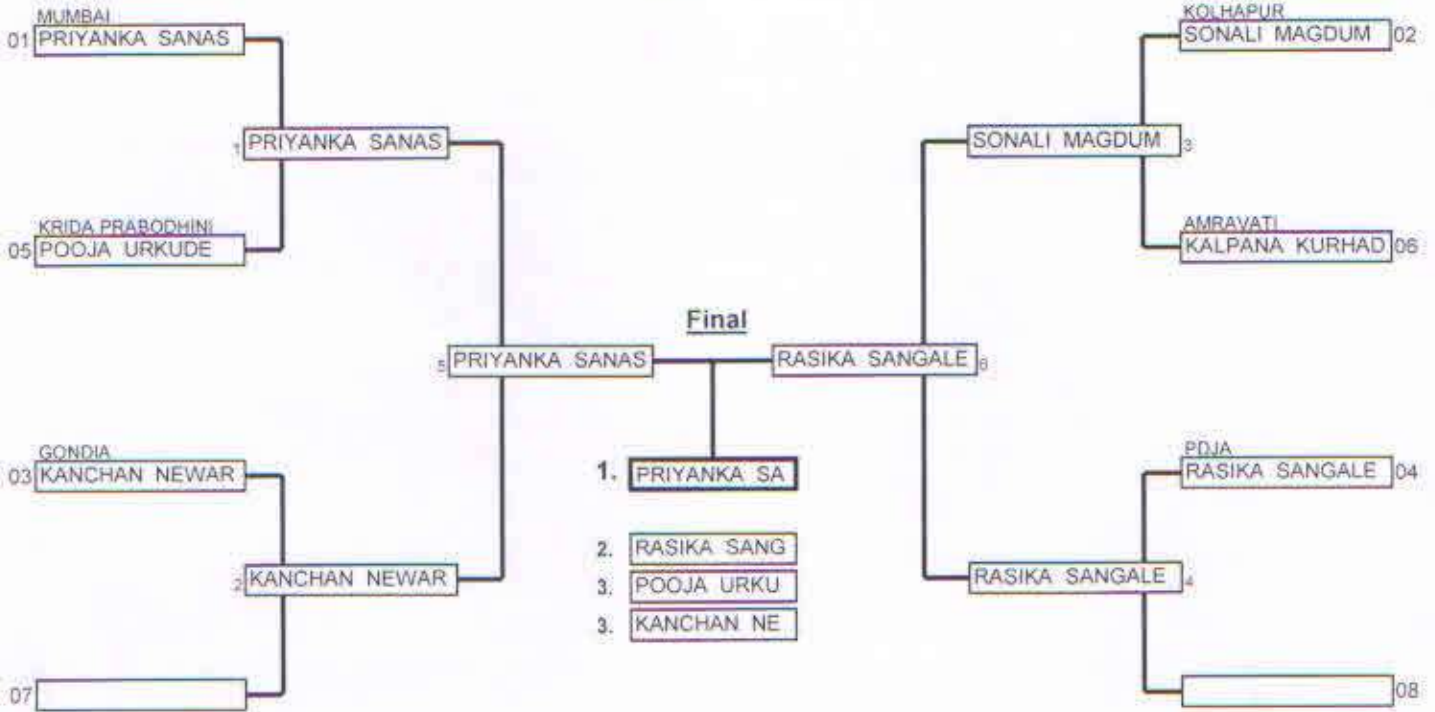 MUMBAI
01 PRIYANKA SANAS
KOLHAPUR
SONALI MAGDUM 02
1 PRIYANKA SANAS
SONALI MAGDUM 3
KRIDA PRABODHINI
05 POOJA URKUDE
AMRAVATI
KALPANA KURHAD 06
Final
5 PRIYANKA SANAS
RASIKA SANGALE 6
GONDIA
03 KANCHAN NEWAR
1. PRIYANKA SA
PDJA
RASIKA SANGALE 04
2. RASIKA SANG
2 KANCHAN NEWAR
3. POOJA URKU
RASIKA SANGALE 4
3. KANCHAN NE
07
08